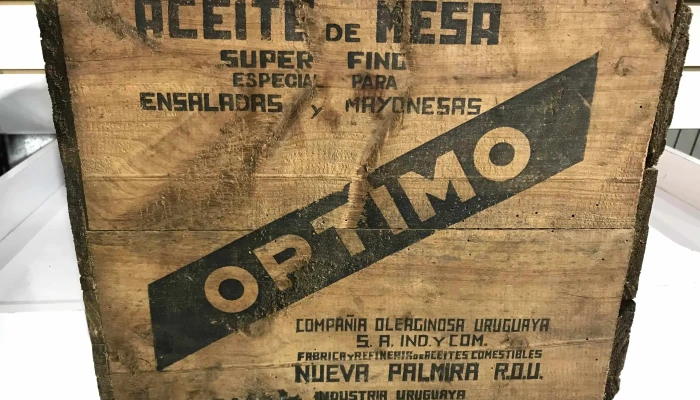 ACEITE DE MESA
SUPER FINO
ESPECIAL PARA
ENSALADAS y MAYONESAS
OPTIMO
COMPAÑIA OLEAGINOSA URUGUAYA
S. A. IND. Y COM.
FABRICA Y REFINERIA DE ACEITES COMESTIBLES
NUEVA PALMIRA R.O.U.
INDUSTRIA URUGUAYA